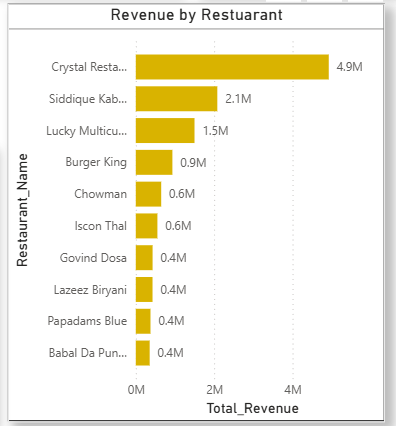 Revenue by Restuarant
Crystal Resta... 4.9M
Siddique Kab... 2.1M
Lucky Multicu... 1.5M
Burger King 0.9M
Chowman 0.6M
Iscon Thal 0.6M
Govind Dosa 0.4M
Lazeez Biryani 0.4M
Papadams Blue 0.4M
Babal Da Pun... 0.4M
Restaurant_Name
0M 2M 4M
Total_Revenue